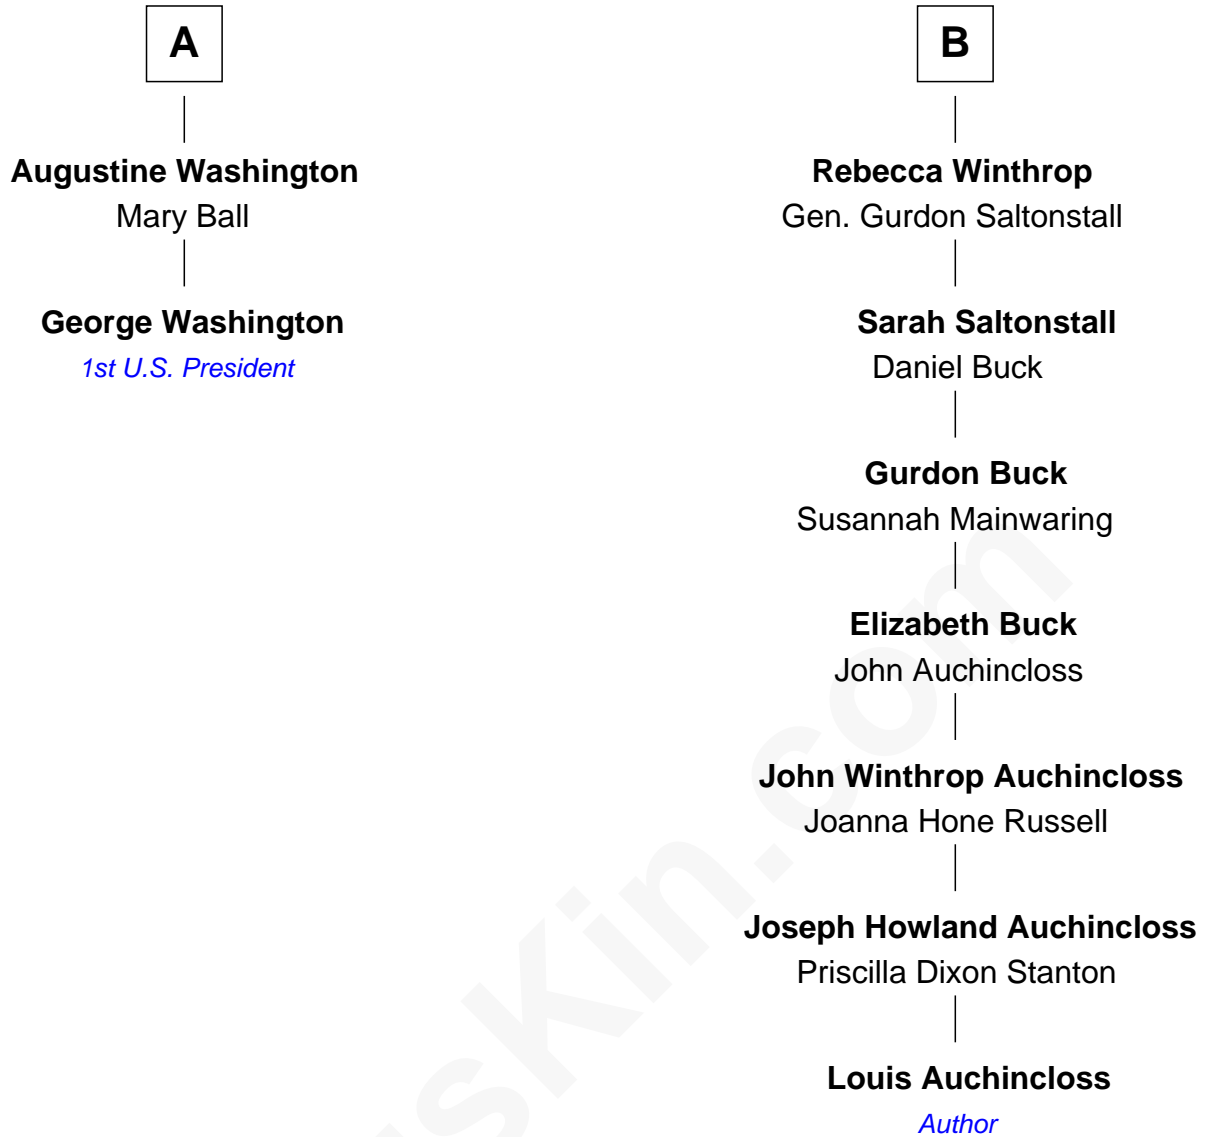 A
Augustine Washington
Mary Ball
George Washington
1st U.S. President
B
Rebecca Winthrop
Gen. Gurdon Saltonstall
Sarah Saltonstall
Daniel Buck
Gurdon Buck
Susannah Mainwaring
Elizabeth Buck
John Auchincloss
John Winthrop Auchincloss
Joanna Hone Russell
Joseph Howland Auchincloss
Priscilla Dixon Stanton
Louis Auchincloss
Author
usKin.com